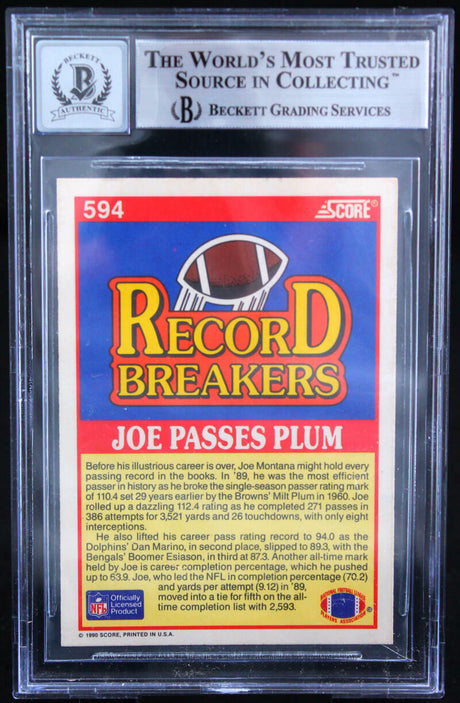 BECKETT
B
AUTHENTIC
THE WORLD'S MOST TRUSTED
SOURCE IN COLLECTING™
B BECKETT GRADING SERVICES
594
SCORE®
RECORD
BREAKERS
JOE PASSES PLUM
Before his illustrious career is over, Joe Montana might hold every
passing record in the books. In '89, he was the most efficient
passer in history as he broke the single-season passer rating mark
of 110.4 set 29 years earlier by the Browns' Milt Plum in 1960. Joe
rolled up a dazzling 112.4 rating as he completed 271 passes in
386 attempts for 3,521 yards and 26 touchdowns, with only eight
interceptions.
He also lifted his career pass rating record to 94.0 as the
Dolphins' Dan Marino, in second place, slipped to 89.3, with the
Bengals' Boomer Esiason, in third at 87.3. Another all-time mark
held by Joe is career completion percentage, which he pushed
up to 63.9. Joe, who led the NFL in completion percentage (70.2)
and yards per attempt (9.12) in '89,
moved into a tie for fifth on the all-
time completion list with 2,593.
NFL
Officially
Licensed
Product
NATIONAL FOOTBALL LEAGUE
PLAYERS ASSOCIATION
®
© 1990 SCORE, PRINTED IN U.S.A.